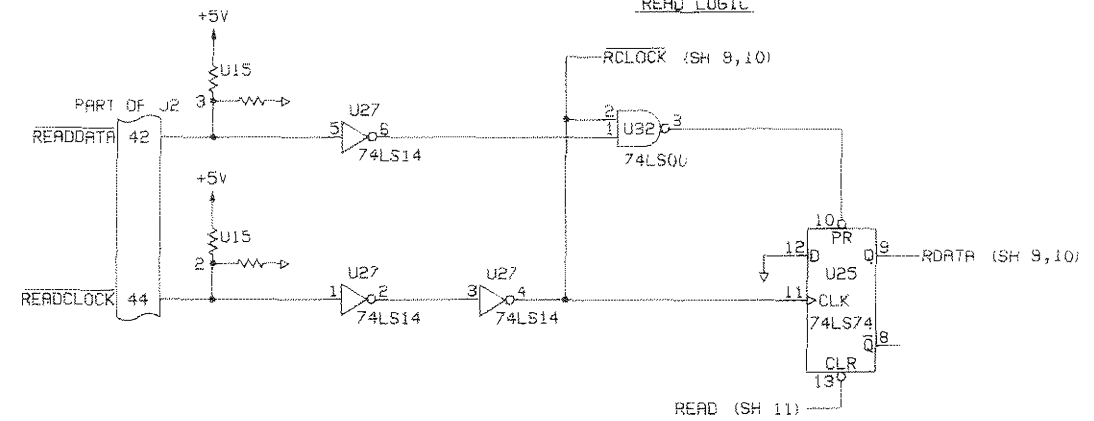 READ LOGIC
+5V
U15
RCLOCK (SH 9,10)
PART OF J2
3
U27
2
U32
3
READDATA
42
5
6
1
74LS14
74LS00
+5V
U15
10
PR
2
12
D
Q
9
RDATA (SH 9,10)
U27
U27
U25
READCLOCK
44
1
2
3
4
11
CLK
74LS14
74LS14
74LS74
Q
8
CLR
13
READ (SH 11)